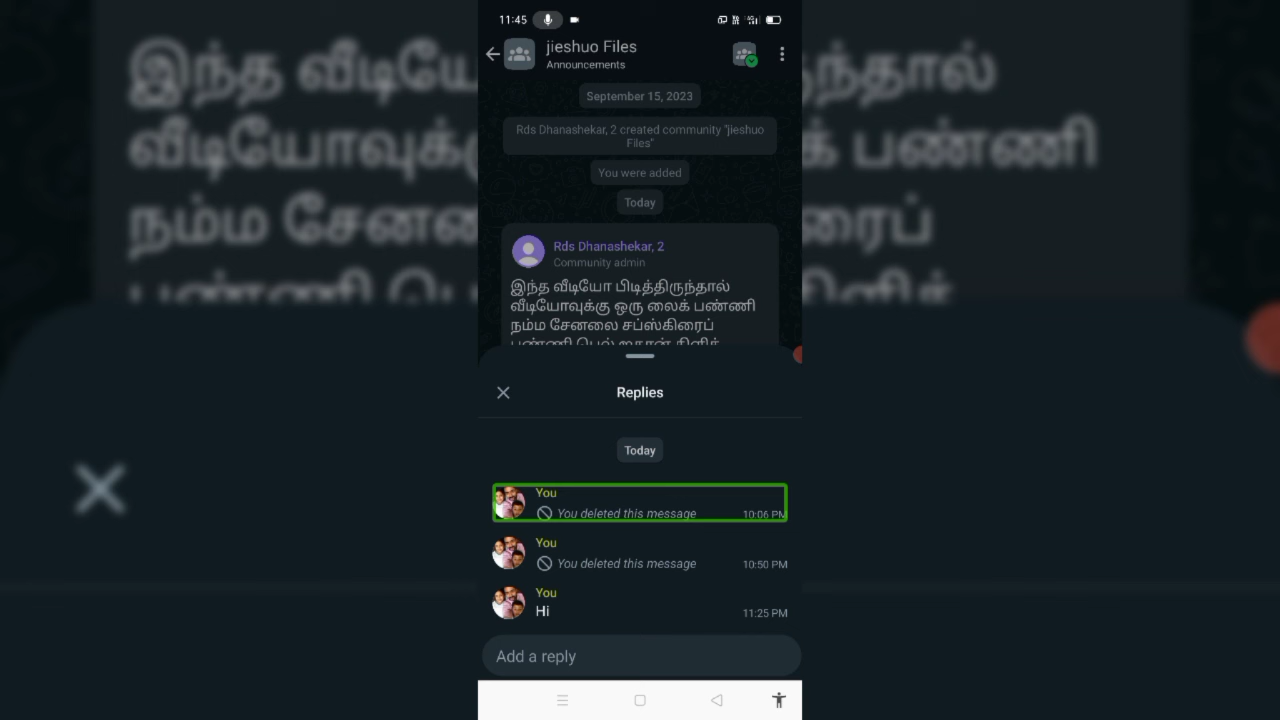 11:45
jieshuo Files
Announcements
September 15, 2023
Rds Dhanashekar, 2 created community "jieshuo
Files"
You were added
Today
Rds Dhanashekar, 2
Community admin
இந்த வீடியோ பிடித்திருந்தால்
வீடியோவுக்கு ஒரு லைக் பண்ணி
நம்ம சேனலை சப்ஸ்கிரைப்
பண்ணி பெல் ஐகான் கிளிக்
Replies
Today
You
You deleted this message 10:06 PM
You
You deleted this message 10:50 PM
You
Hi 11:25 PM
Add a reply